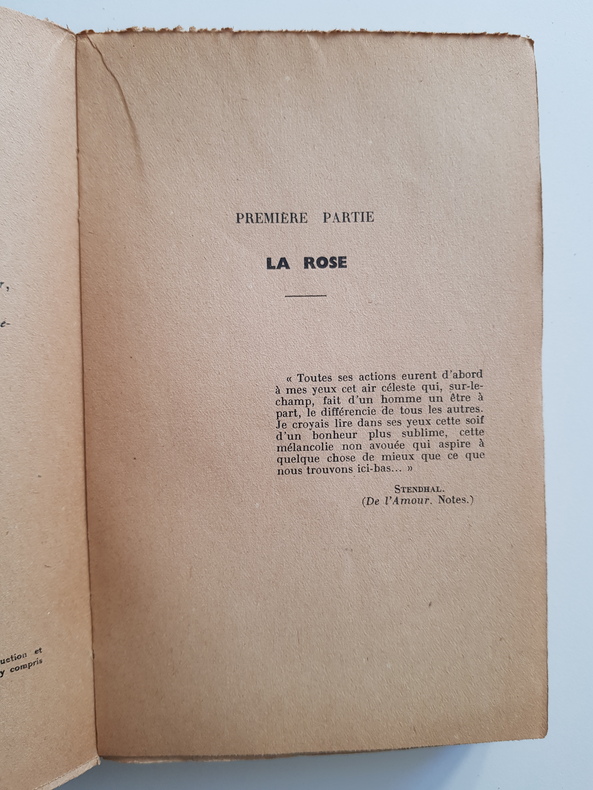 PREMIÈRE PARTIE
LA ROSE
« Toutes ses actions eurent d'abord
à mes yeux cet air céleste qui, sur-le-
champ, fait d'un homme un être à
part, le différencie de tous les autres.
Je croyais lire dans ses yeux cette soif
d'un bonheur plus sublime, cette
mélancolie non avouée qui aspire à
quelque chose de mieux que ce que
nous trouvons ici-bas... »
STENDHAL.
(De l'Amour. Notes.)
et
y compris